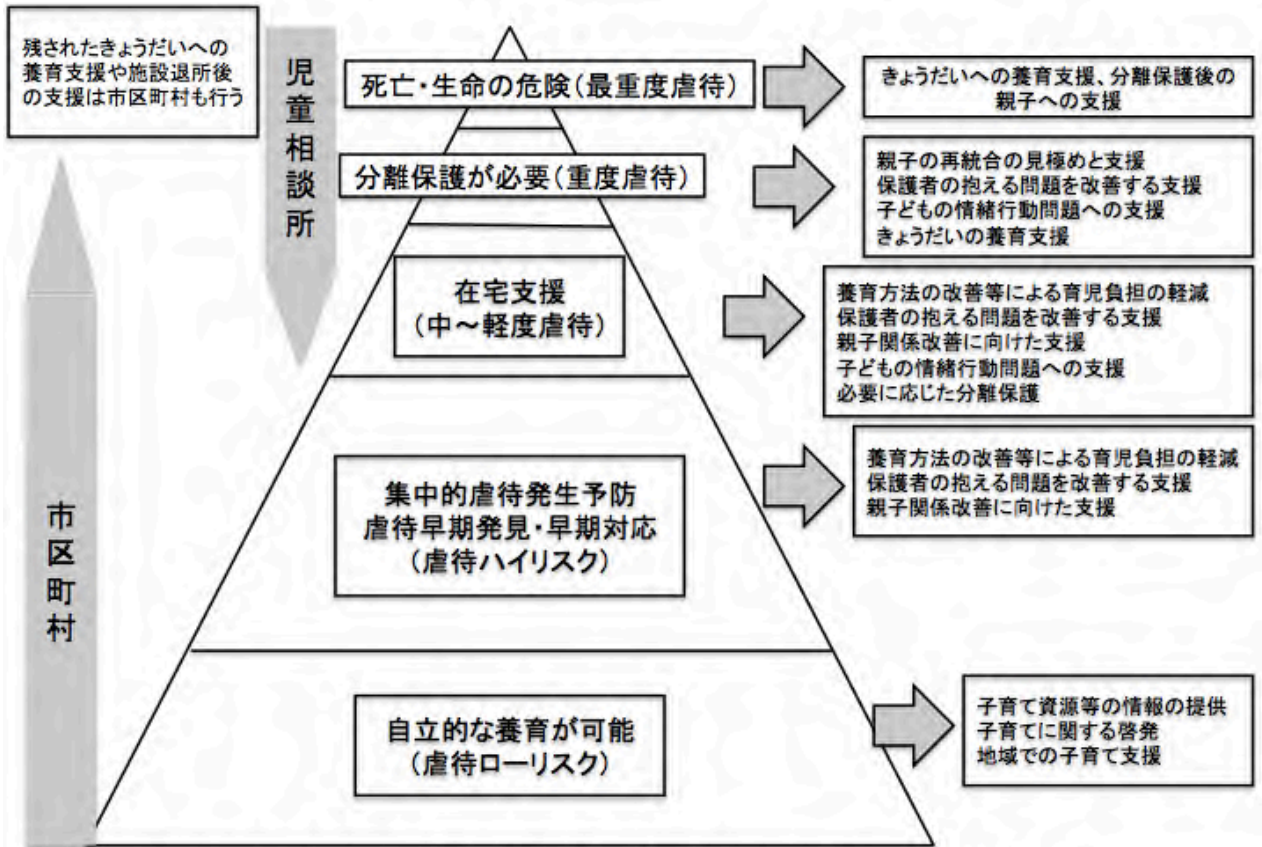 残されたきょうだいへの
養育支援や施設退所後
の支援は市区町村も行う
児童相談所
市区町村
死亡・生命の危険(最重度虐待)
きょうだいへの養育支援、分離保護後の
親子への支援
分離保護が必要(重度虐待)
親子の再統合の見極めと支援
保護者の抱える問題を改善する支援
子どもの情緒行動問題への支援
きょうだいの養育支援
在宅支援
(中～軽度虐待)
養育方法の改善等による育児負担の軽減
保護者の抱える問題を改善する支援
親子関係改善に向けた支援
子どもの情緒行動問題への支援
必要に応じた分離保護
集中的虐待発生予防
虐待早期発見・早期対応
(虐待ハイリスク)
養育方法の改善等による育児負担の軽減
保護者の抱える問題を改善する支援
親子関係改善に向けた支援
自立的な養育が可能
(虐待ローリスク)
子育て資源等の情報の提供
子育てに関する啓発
地域での子育て支援